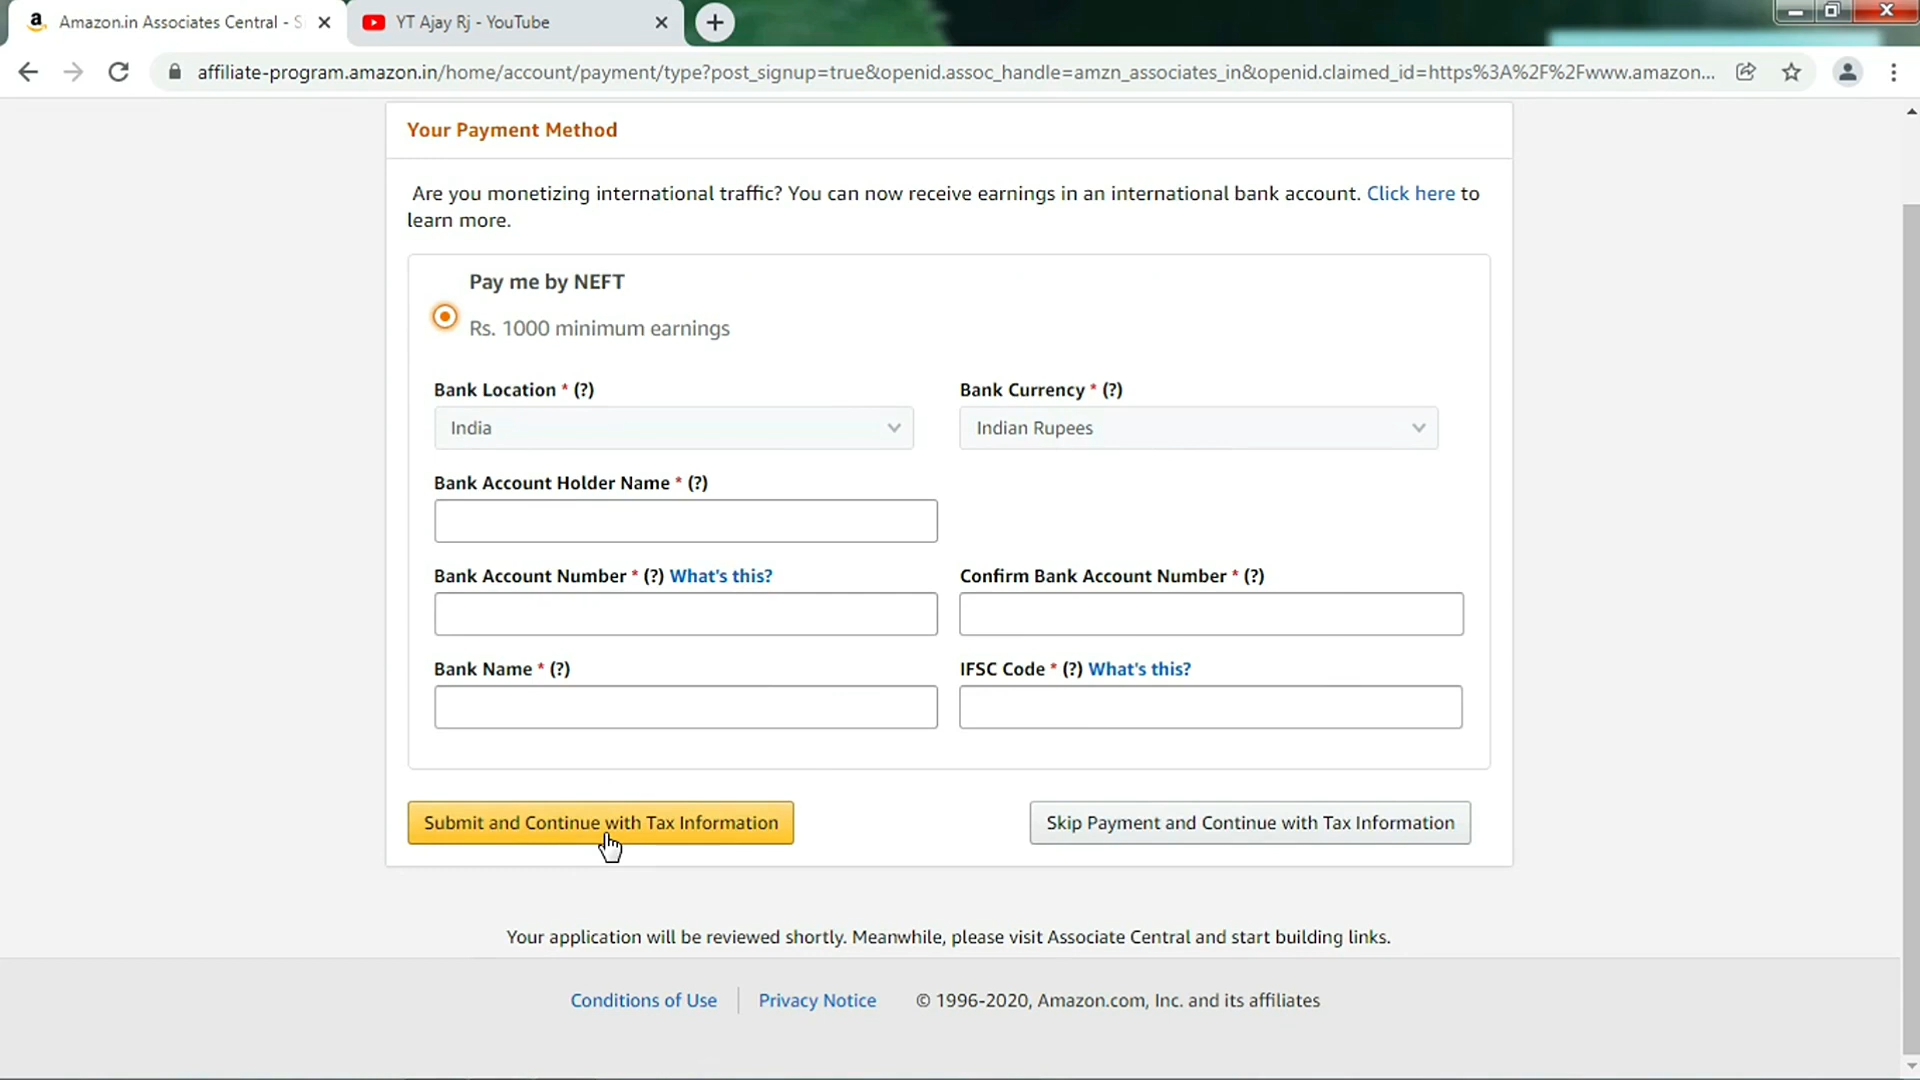 Amazon.in Associates Central - S
YT Ajay Rj - YouTube
affiliate-program.amazon.in/home/account/payment/type?post_signup=true&openid.assoc_handle=amzn_associates_in&openid.claimed_id=https%3A%2F%2Fwww.amazon...
Your Payment Method
Are you monetizing international traffic? You can now receive earnings in an international bank account. Click here to
learn more.
Pay me by NEFT
Rs. 1000 minimum earnings
Bank Location * (?)
Bank Currency * (?)
India
Indian Rupees
Bank Account Holder Name * (?)
Bank Account Number * (?) What's this?
Confirm Bank Account Number * (?)
Bank Name * (?)
IFSC Code * (?) What's this?
Submit and Continue with Tax Information
Skip Payment and Continue with Tax Information
Your application will be reviewed shortly. Meanwhile, please visit Associate Central and start building links.
Conditions of Use
Privacy Notice
© 1996-2020, Amazon.com, Inc. and its affiliates